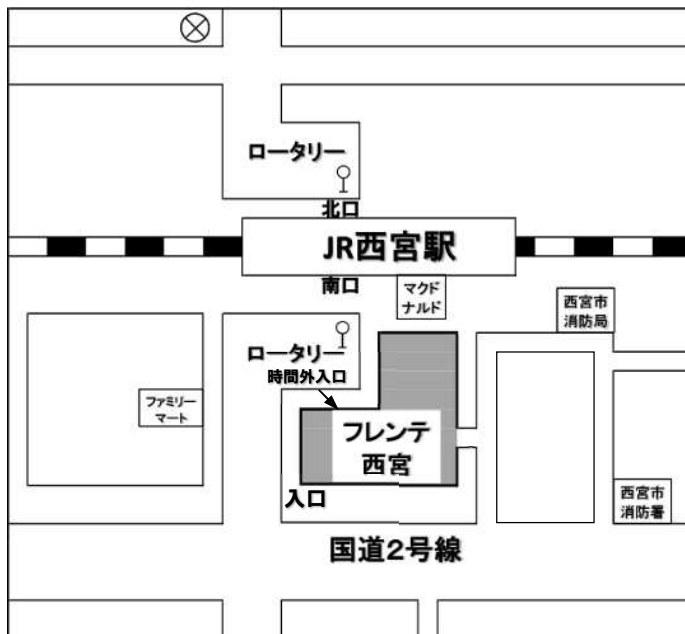 ロータリー
北口
JR西宮駅
南口
マクド
ナルド
西宮市
消防局
ロータリー
時間外入口
ファミリー
マート
フレンテ
西宮
入口
西宮市
消防署
国道2号線